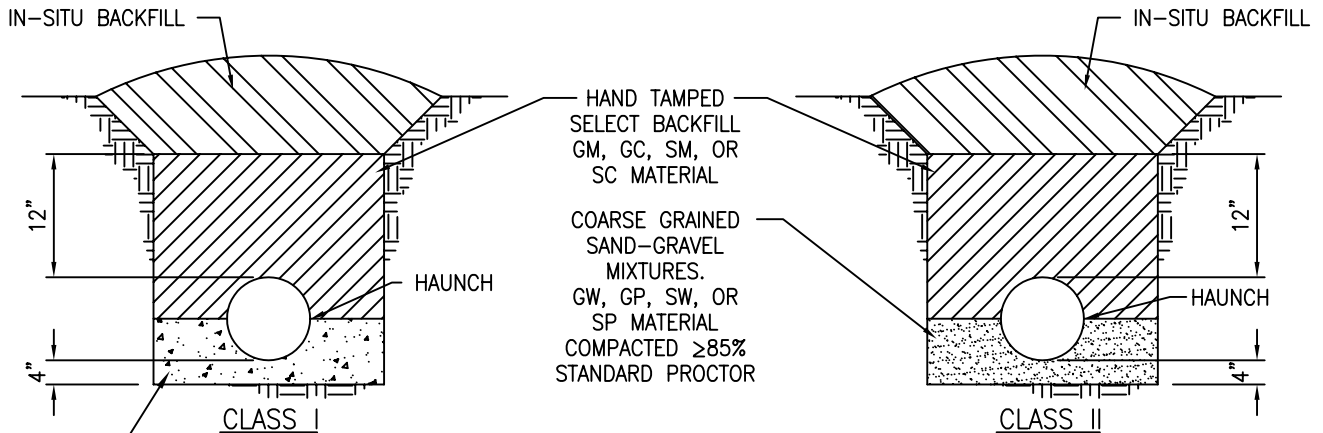 IN-SITU BACKFILL
IN-SITU BACKFILL
HAND TAMPED
SELECT BACKFILL
GM, GC, SM, OR
SC MATERIAL
12"
12"
COARSE GRAINED
SAND-GRAVEL
MIXTURES.
GW, GP, SW, OR
SP MATERIAL
COMPACTED ≥85%
STANDARD PROCTOR
HAUNCH
HAUNCH
4"
4"
CLASS I
CLASS II